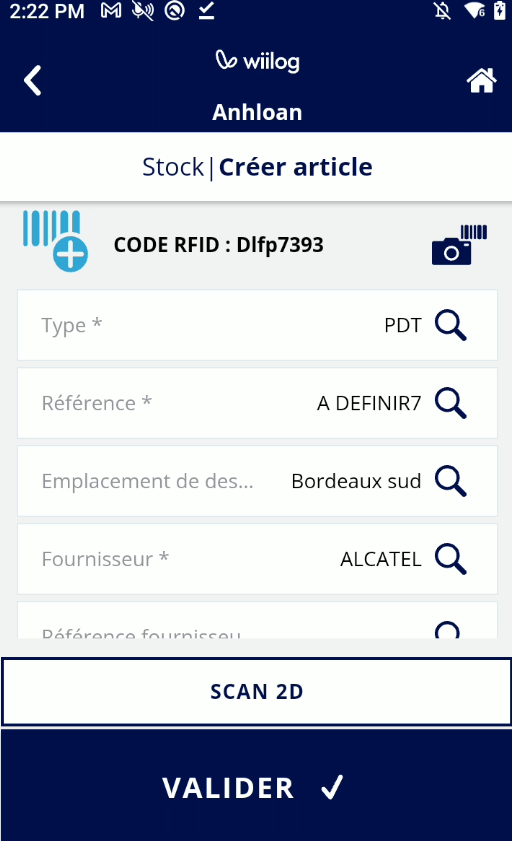 2:22 PM
wiilog
Anhloan
Stock|Créer article
CODE RFID : Dlfp7393
Type * PDT
Référence * A DEFINIR7
Emplacement de des... Bordeaux sud
Fournisseur * ALCATEL
Référence fournisseu
SCAN 2D
VALIDER